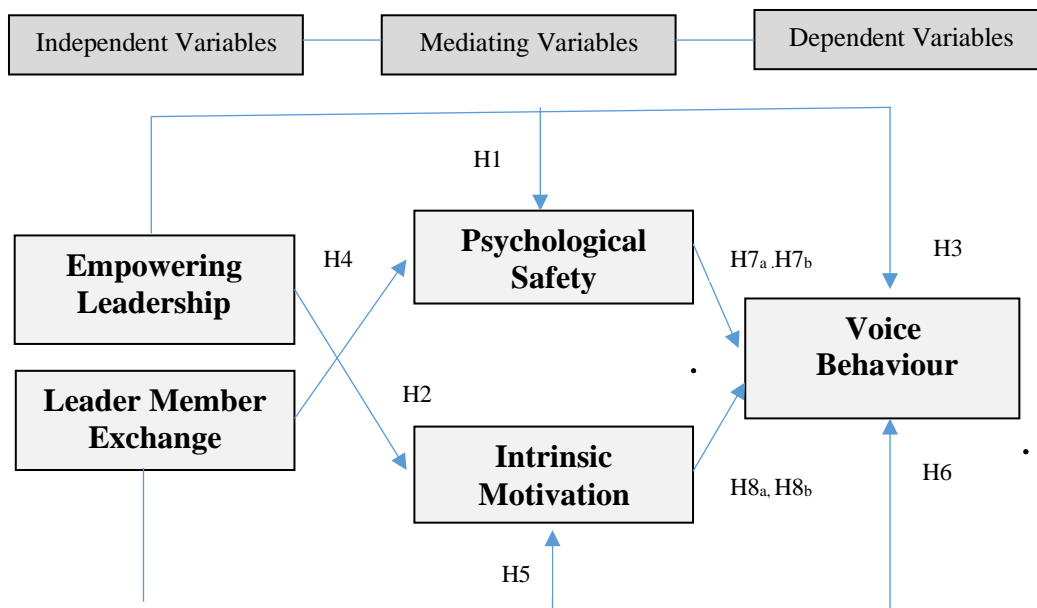 Independent Variables
Mediating Variables
Dependent Variables
H1
Psychological
Safety
Empowering
Leadership
H4
H7a .H7b
H3
Voice
Behaviour
Leader Member
Exchange
H2
Intrinsic
Motivation
H8a, H8b
H6
H5